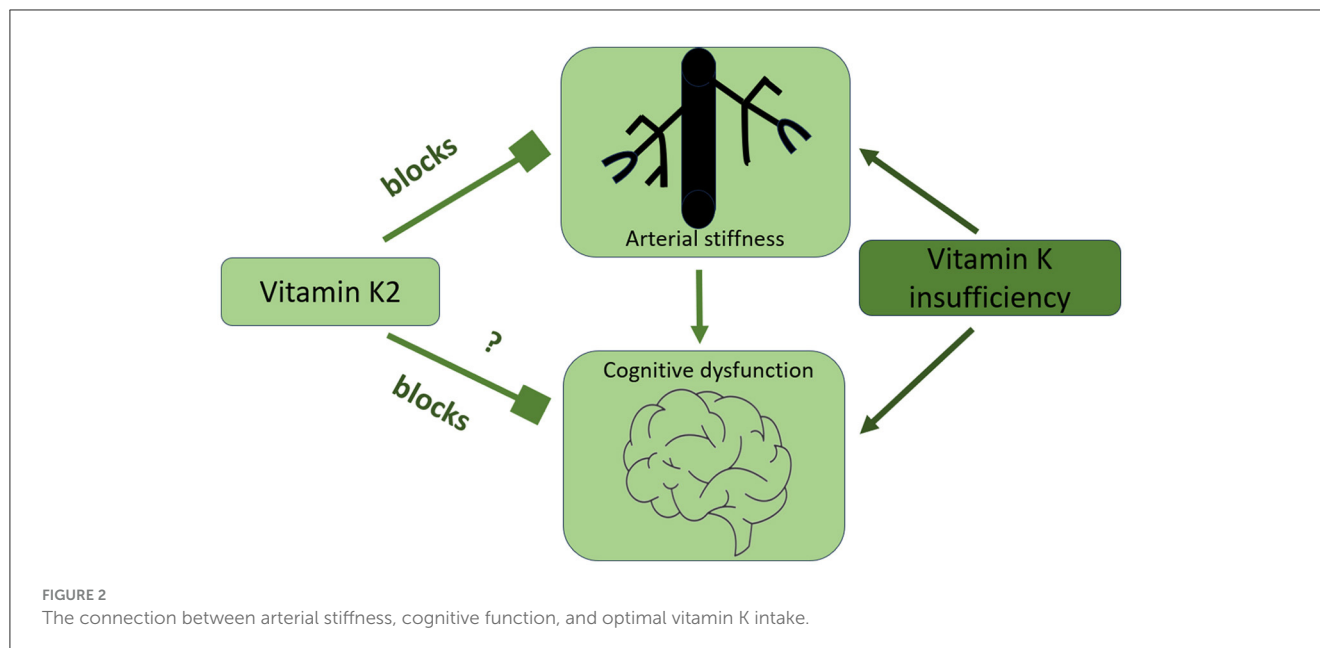 blocks
Arterial stiffness
Vitamin K2
Vitamin K
insufficiency
?
blocks
Cognitive dysfunction
FIGURE 2
The connection between arterial stiffness, cognitive function, and optimal vitamin K intake.